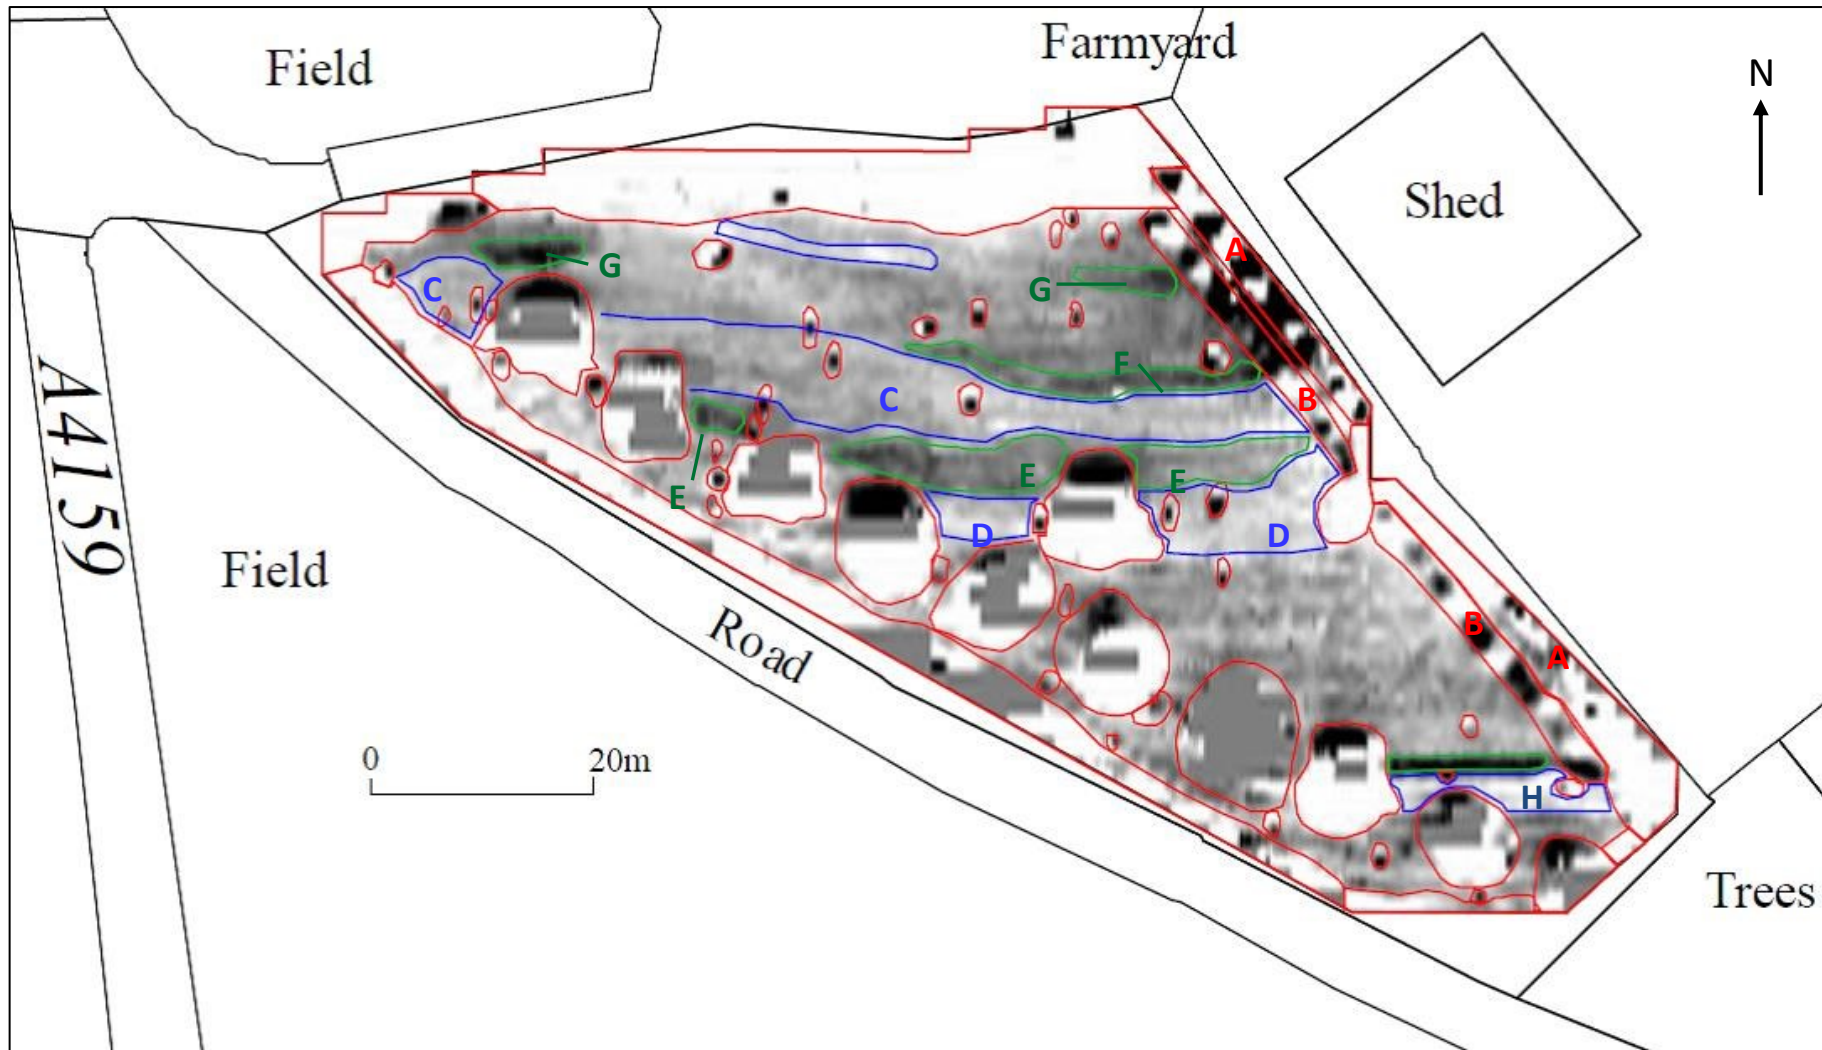 Farmyard
Field
N
Shed
A
G
C
G
F
B
C
A4159
E
E
E
D
D
Field
Road
B
A
0 20m
H
Trees